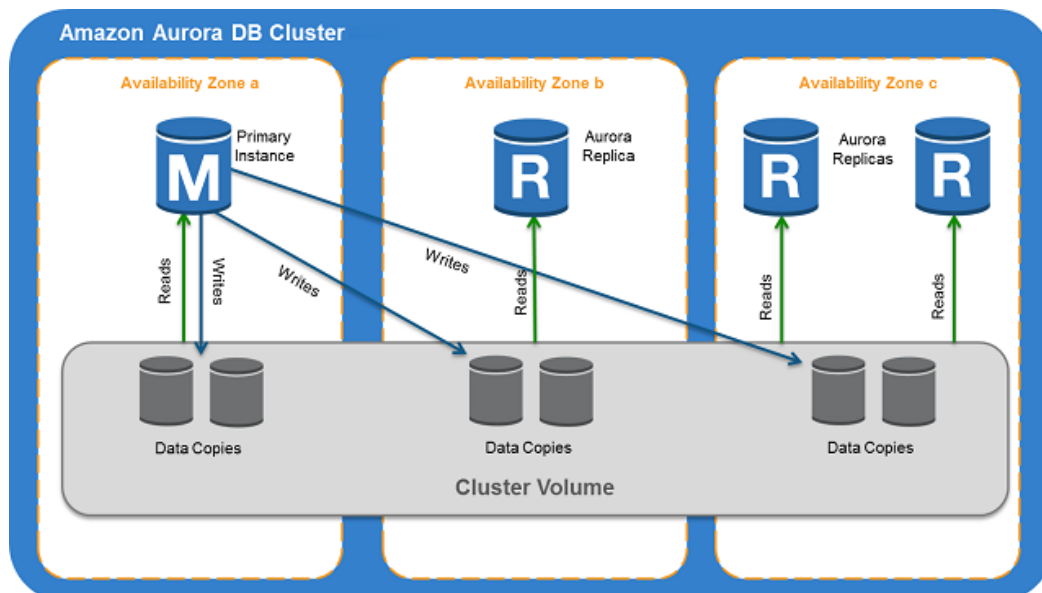 Amazon Aurora DB Cluster
Availability Zone a
Availability Zone b
Availability Zone c
M
Primary
Instance
R
Aurora
Replica
R
Aurora
Replicas
R
Reads
Writes
Writes
Writes
Reads
Reads
Reads
Data Copies
Data Copies
Data Copies
Cluster Volume